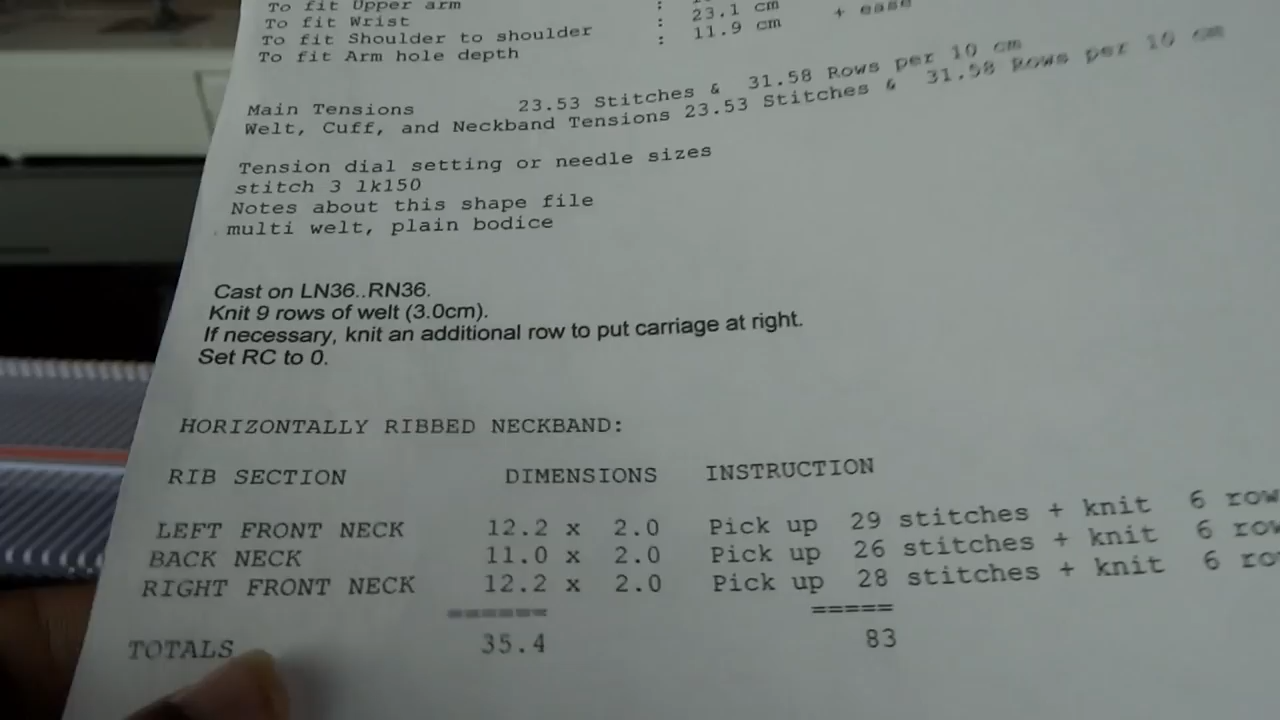 To fit Upper arm :
To fit Wrist : 23.1 cm + ease
To fit Shoulder to shoulder : 11.9 cm
To fit Arm hole depth
Main Tensions 23.53 Stitches & 31.58 Rows per 10 cm
Welt, Cuff, and Neckband Tensions 23.53 Stitches & 31.58 Rows per 10 cm
Tension dial setting or needle sizes
stitch 3 lk150
Notes about this shape file
multi welt, plain bodice
Cast on LN36..RN36.
Knit 9 rows of welt (3.0cm).
If necessary, knit an additional row to put carriage at right.
Set RC to 0.
HORIZONTALLY RIBBED NECKBAND:
RIB SECTION DIMENSIONS INSTRUCTION
LEFT FRONT NECK 12.2 x 2.0 Pick up 29 stitches + knit 6 row
BACK NECK 11.0 x 2.0 Pick up 26 stitches + knit 6 row
RIGHT FRONT NECK 12.2 x 2.0 Pick up 28 stitches + knit 6 ro
====== =====
TOTALS 35.4 83